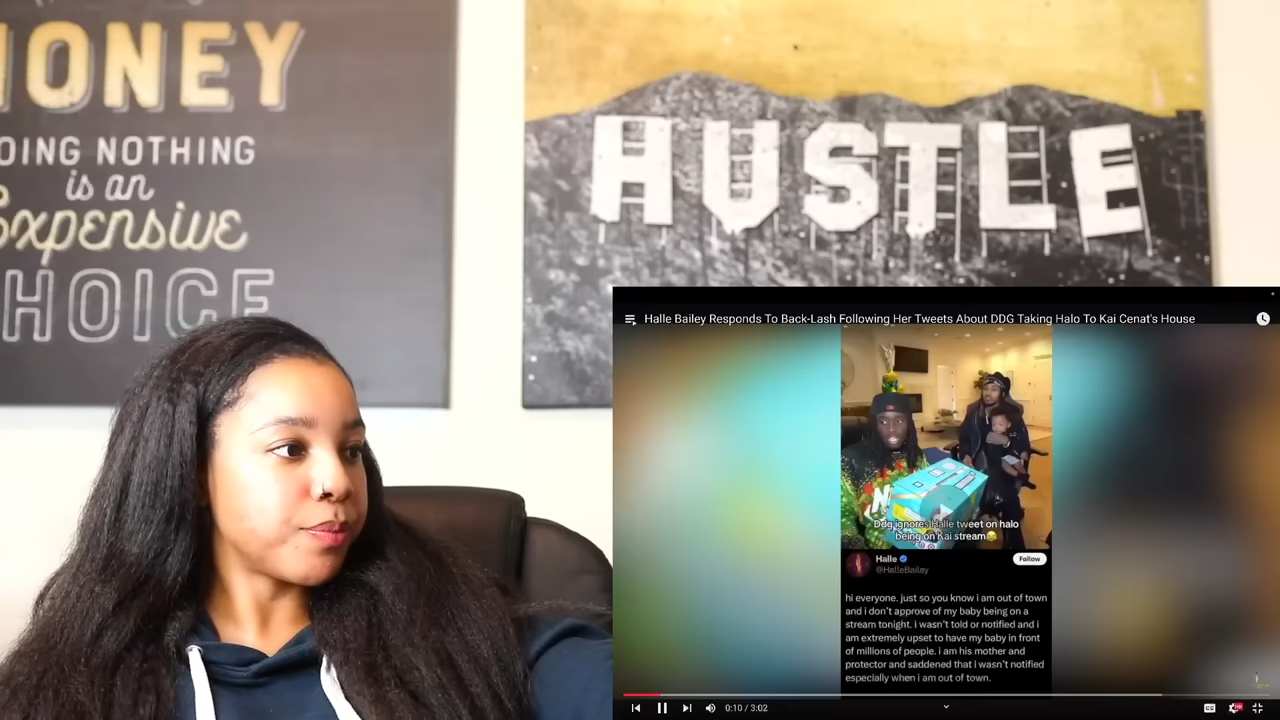 MONEY
DOING NOTHING
is an
Expensive
CHOICE
HUSTLE
Halle Bailey Responds To Back-Lash Following Her Tweets About DDG Taking Halo To Kai Cenat's House
Ddg ignores Halle tweet on halo
being on Kai stream😂
Halle
@HalleBailey
Follow
hi everyone. just so you know i am out of town
and i don't approve of my baby being on a
stream tonight. i wasn't told or notified and i
am extremely upset to have my baby in front
of millions of people. i am his mother and
protector and saddened that i wasn't notified
especially when i am out of town.
0:10 / 3:02
CC
HD